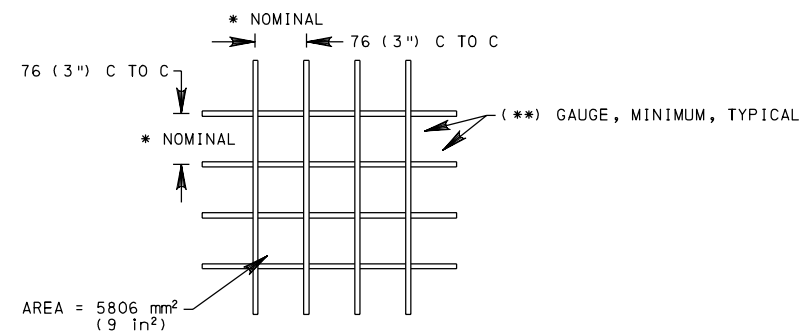 * NOMINAL
76 (3") C TO C
76 (3") C TO C
(**) GAUGE, MINIMUM, TYPICAL
* NOMINAL
AREA = 5806 mm²
(9 in²)